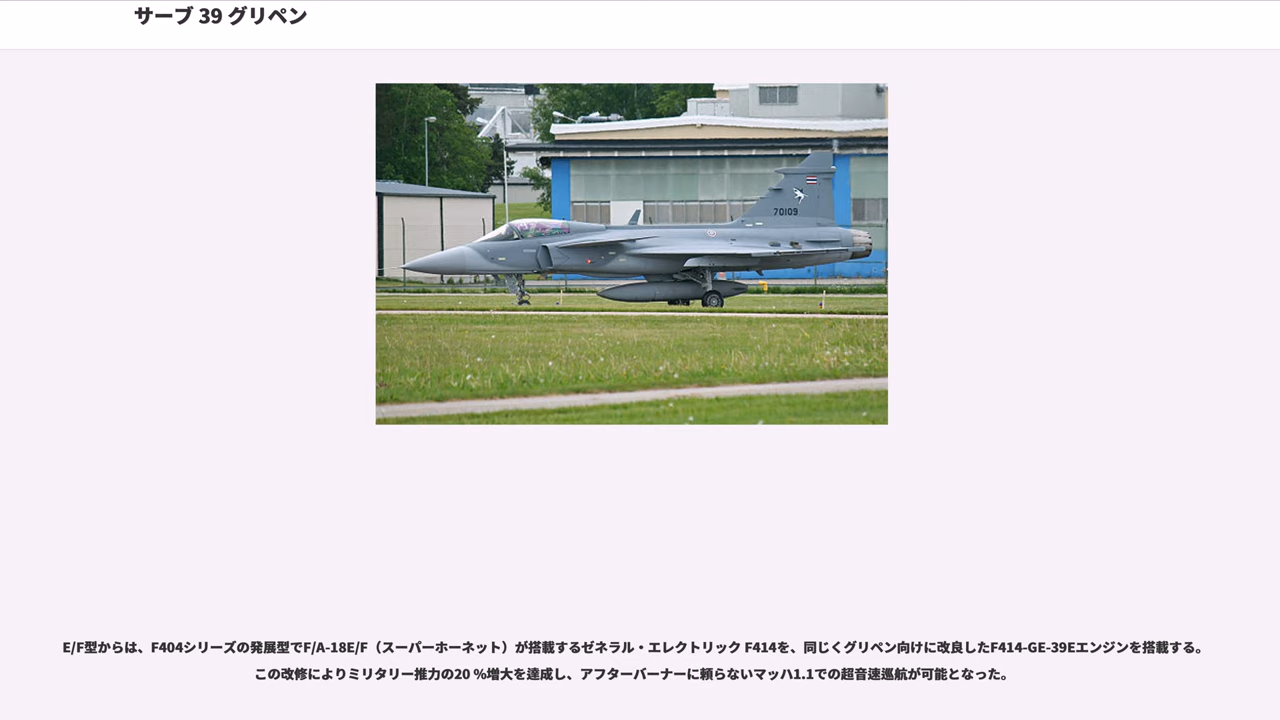 サーブ 39 グリペン
70109
E/F型からは、F404シリーズの発展型でF/A-18E/F（スーパーホーネット）が搭載するゼネラル・エレクトリック F414を、同じくグリペン向けに改良したF414-GE-39Eエンジンを搭載する。
この改修によりミリタリー推力の20 %増大を達成し、アフターバーナーに頼らないマッハ1.1での超音速巡航が可能となった。